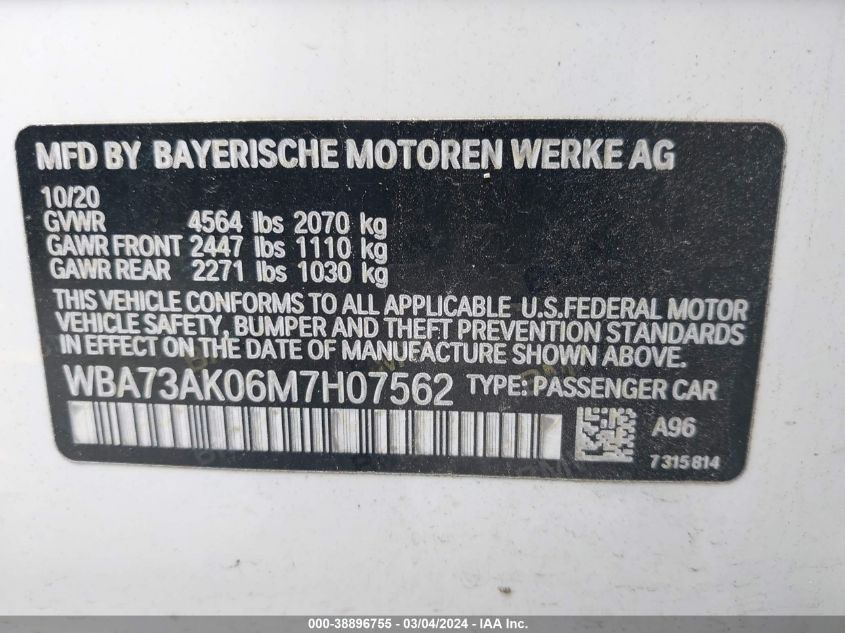 MFD BY BAYERISCHE MOTOREN WERKE AG
10/20
GVWR 4564 lbs 2070 kg
GAWR FRONT 2447 lbs 1110 kg
GAWR REAR 2271 lbs 1030 kg
THIS VEHICLE CONFORMS TO ALL APPLICABLE U.S.FEDERAL MOTOR
VEHICLE SAFETY, BUMPER AND THEFT PREVENTION STANDARDS
IN EFFECT ON THE DATE OF MANUFACTURE SHOWN ABOVE.
WBA73AK06M7H07562 TYPE: PASSENGER CAR
A96
7315814
000-38896755 - 03/04/2024 - IAA Inc.